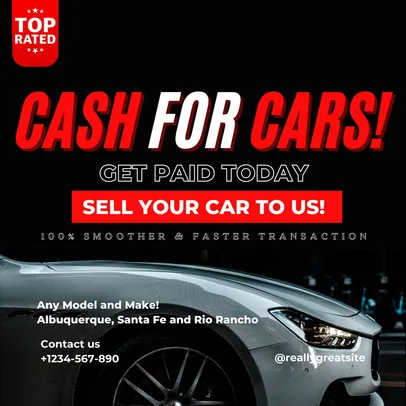 TOP
RATED
CASH FOR CARS!
GET PAID TODAY
SELL YOUR CAR TO US!
100% SMOOTHER & FASTER TRANSACTION
Any Model and Make!
Albuquerque, Santa Fe and Rio Rancho
Contact us
+1234-567-890
@reallygreatsite